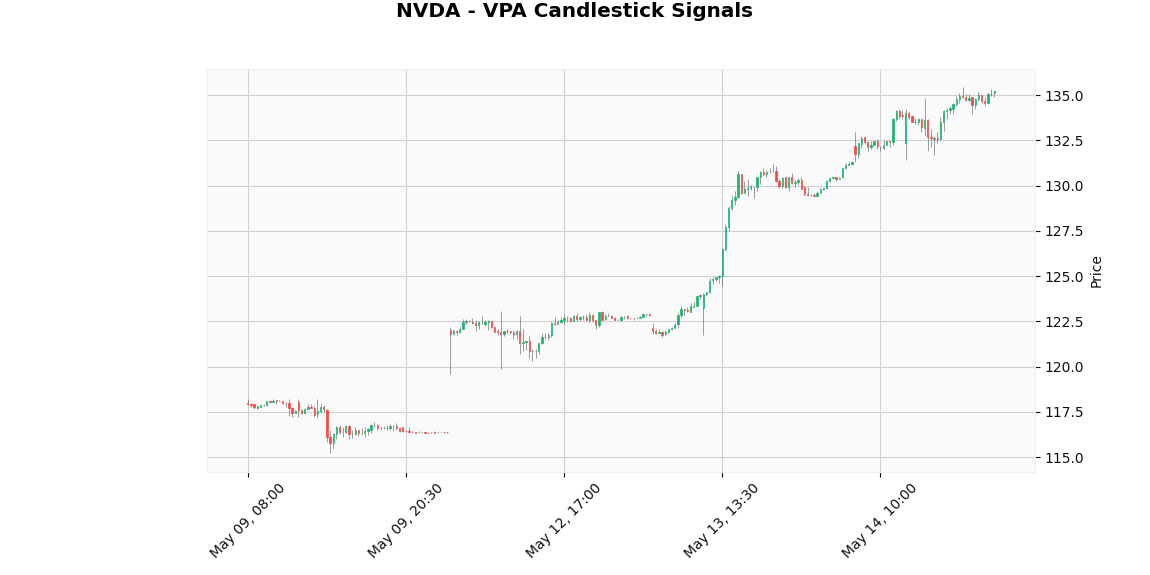 NVDA - VPA Candlestick Signals
135.0
132.5
130.0
127.5
125.0
122.5
120.0
117.5
115.0
Price
May 09, 08:00
May 09, 20:30
May 12, 17:00
May 13, 13:30
May 14, 10:00